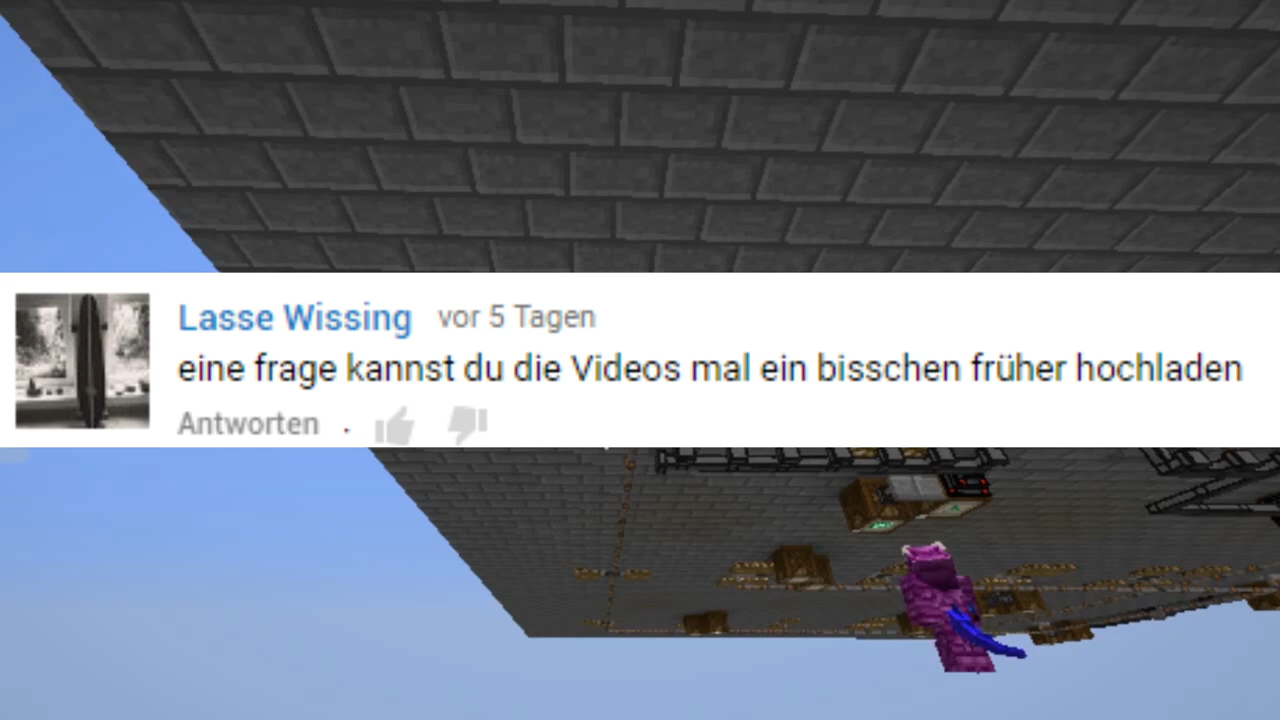 Lasse Wissing vor 5 Tagen
eine frage kannst du die Videos mal ein bisschen früher hochladen
Antworten .